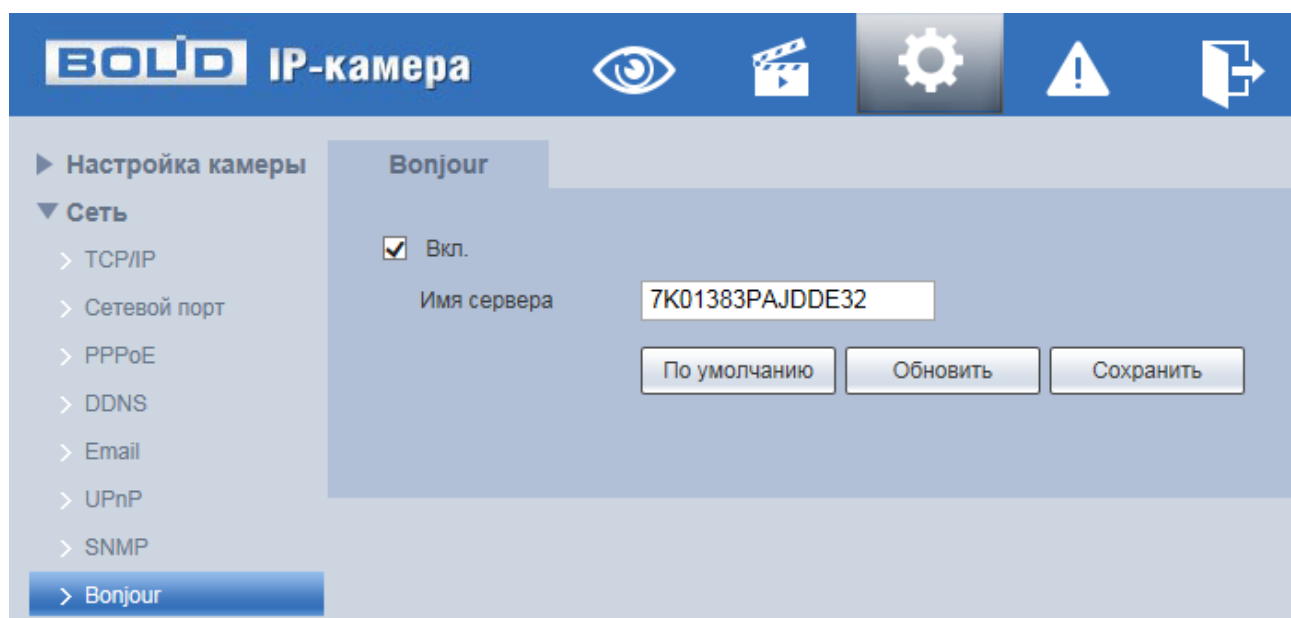 BOLID IP-камера
Настройка камеры
Bonjour
Сеть
TCP/IP
Вкл.
Сетевой порт
Имя сервера
7K01383PAJDDE32
PPPoE
По умолчанию
Обновить
Сохранить
DDNS
Email
UPnP
SNMP
Bonjour